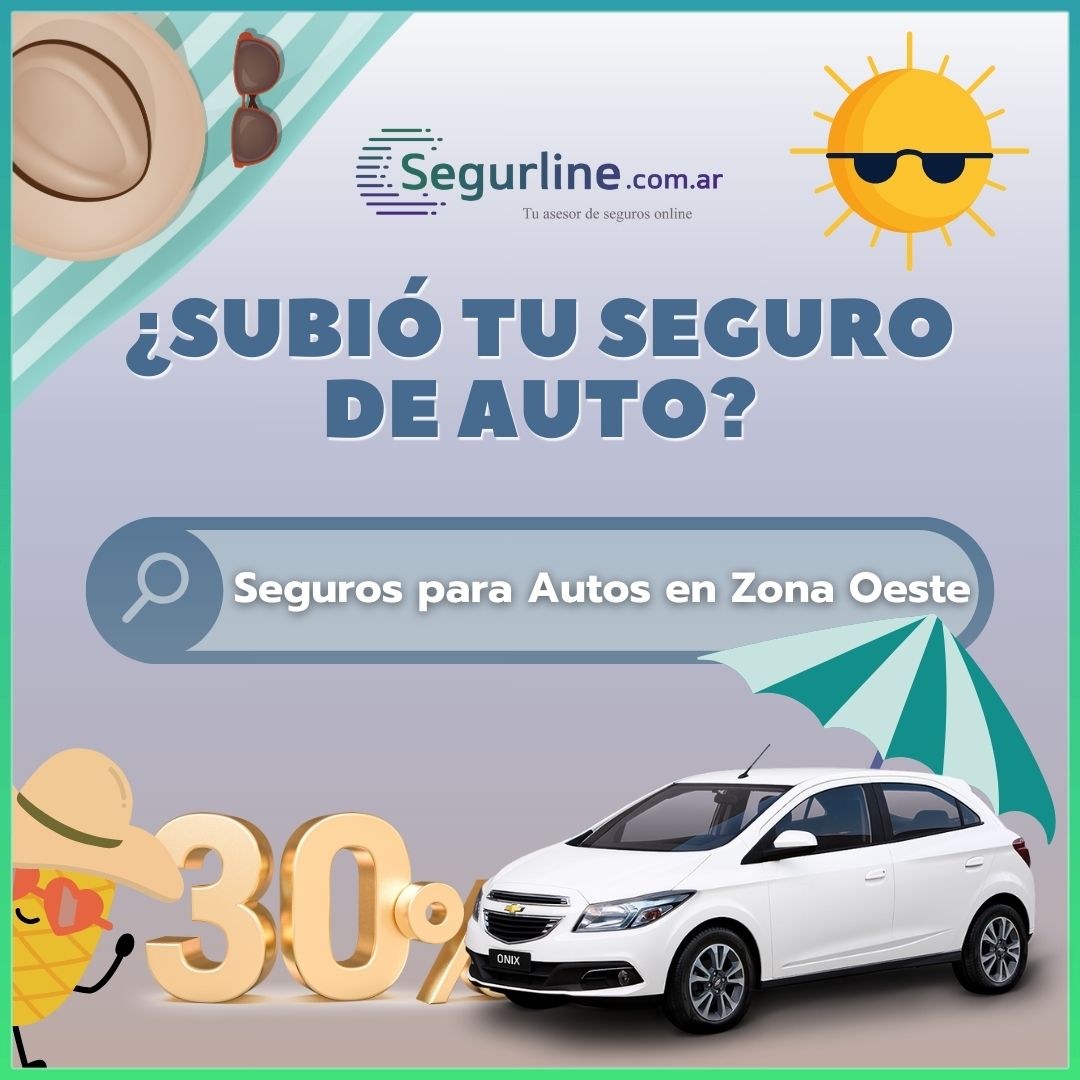 Segurline.com.ar
Tu asesor de seguros online
¿SUBIÓ TU SEGURO
DE AUTO?
Seguros para Autos en Zona Oeste
30%
ONIX